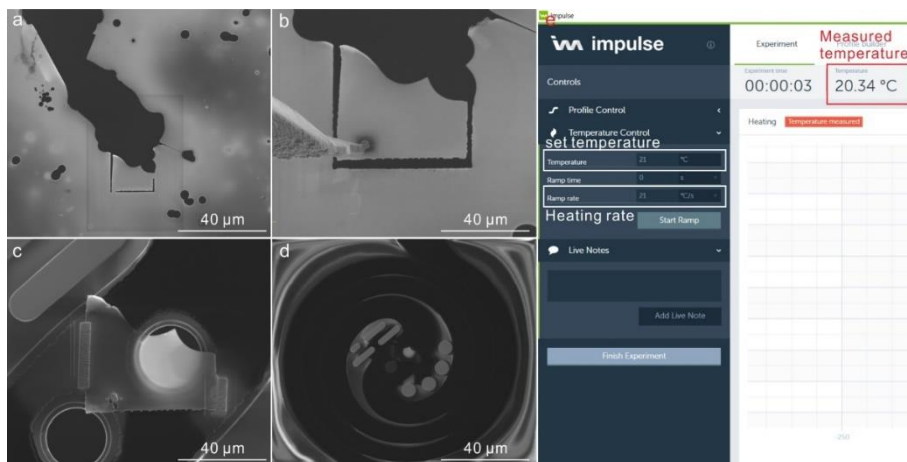 a
40 μm
b
40 μm
c
40 μm
d
40 μm
e
impulse
impulse
Controls
Profile Control
Temperature Control
set temperature
Temperature 21 °C
Ramp time 0 s
Ramp rate 21 °C/s
Heating rate
Start Ramp
Live Notes
Add Live Note
Finish Experiment
Experiment
Profile builder
Measured
temperature
Experiment time
00:00:03
Temperature
20.34 °C
Heating Temperature measured
-250